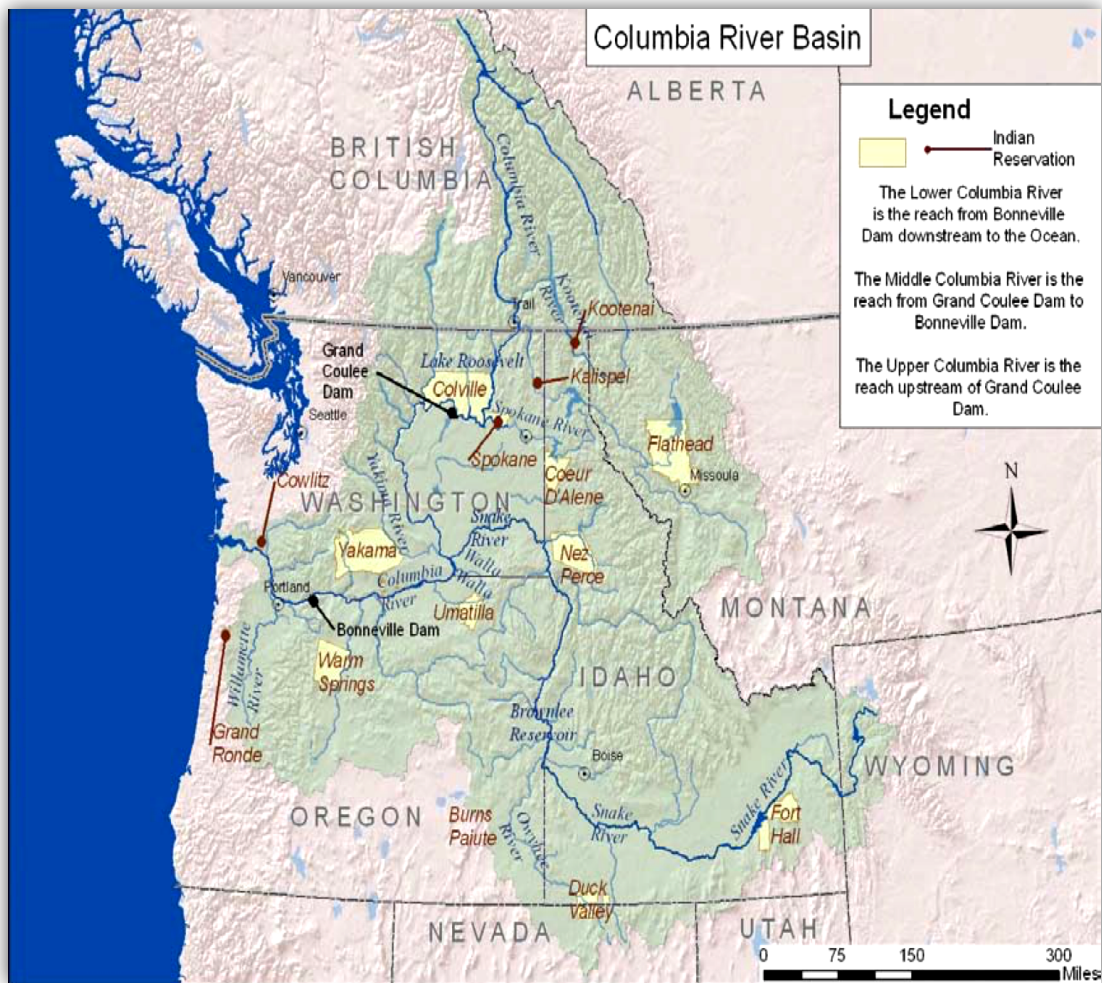 Columbia River Basin
ALBERTA
Legend
Indian
Reservation
The Lower Columbia River
is the reach from Bonneville
Dam downstream to the Ocean.
The Middle Columbia River is the
reach from Grand Coulee Dam to
Bonneville Dam.
The Upper Columbia River is the
reach upstream of Grand Coulee
Dam.
BRITISH
COLUMBIA
Columbia River
Vancouver
Trail
Kootenai
River
Kootenai
Grand
Coulee
Dam
Lake Roosevelt
Colville
Kalispel
Seattle
Spokane River
Spokane
Flathead
Coeur
D'Alene
Missoula
Cowlitz
WASHINGTON
Yakima River
Snake
River
N
Yakama
Walla
Walla
Nez
Perce
Columbia
River
Portland
Umatilla
MONTANA
Bonneville Dam
Willamette
River
Warm
Springs
IDAHO
Grand
Ronde
Brownlee
Reservoir
Boise
WYOMING
OREGON
Burns
Paiute
Owyhee
River
Snake
River
Snake River
Fort
Hall
Duck
Valley
NEVADA
UTAH
0 75 150 300
Miles